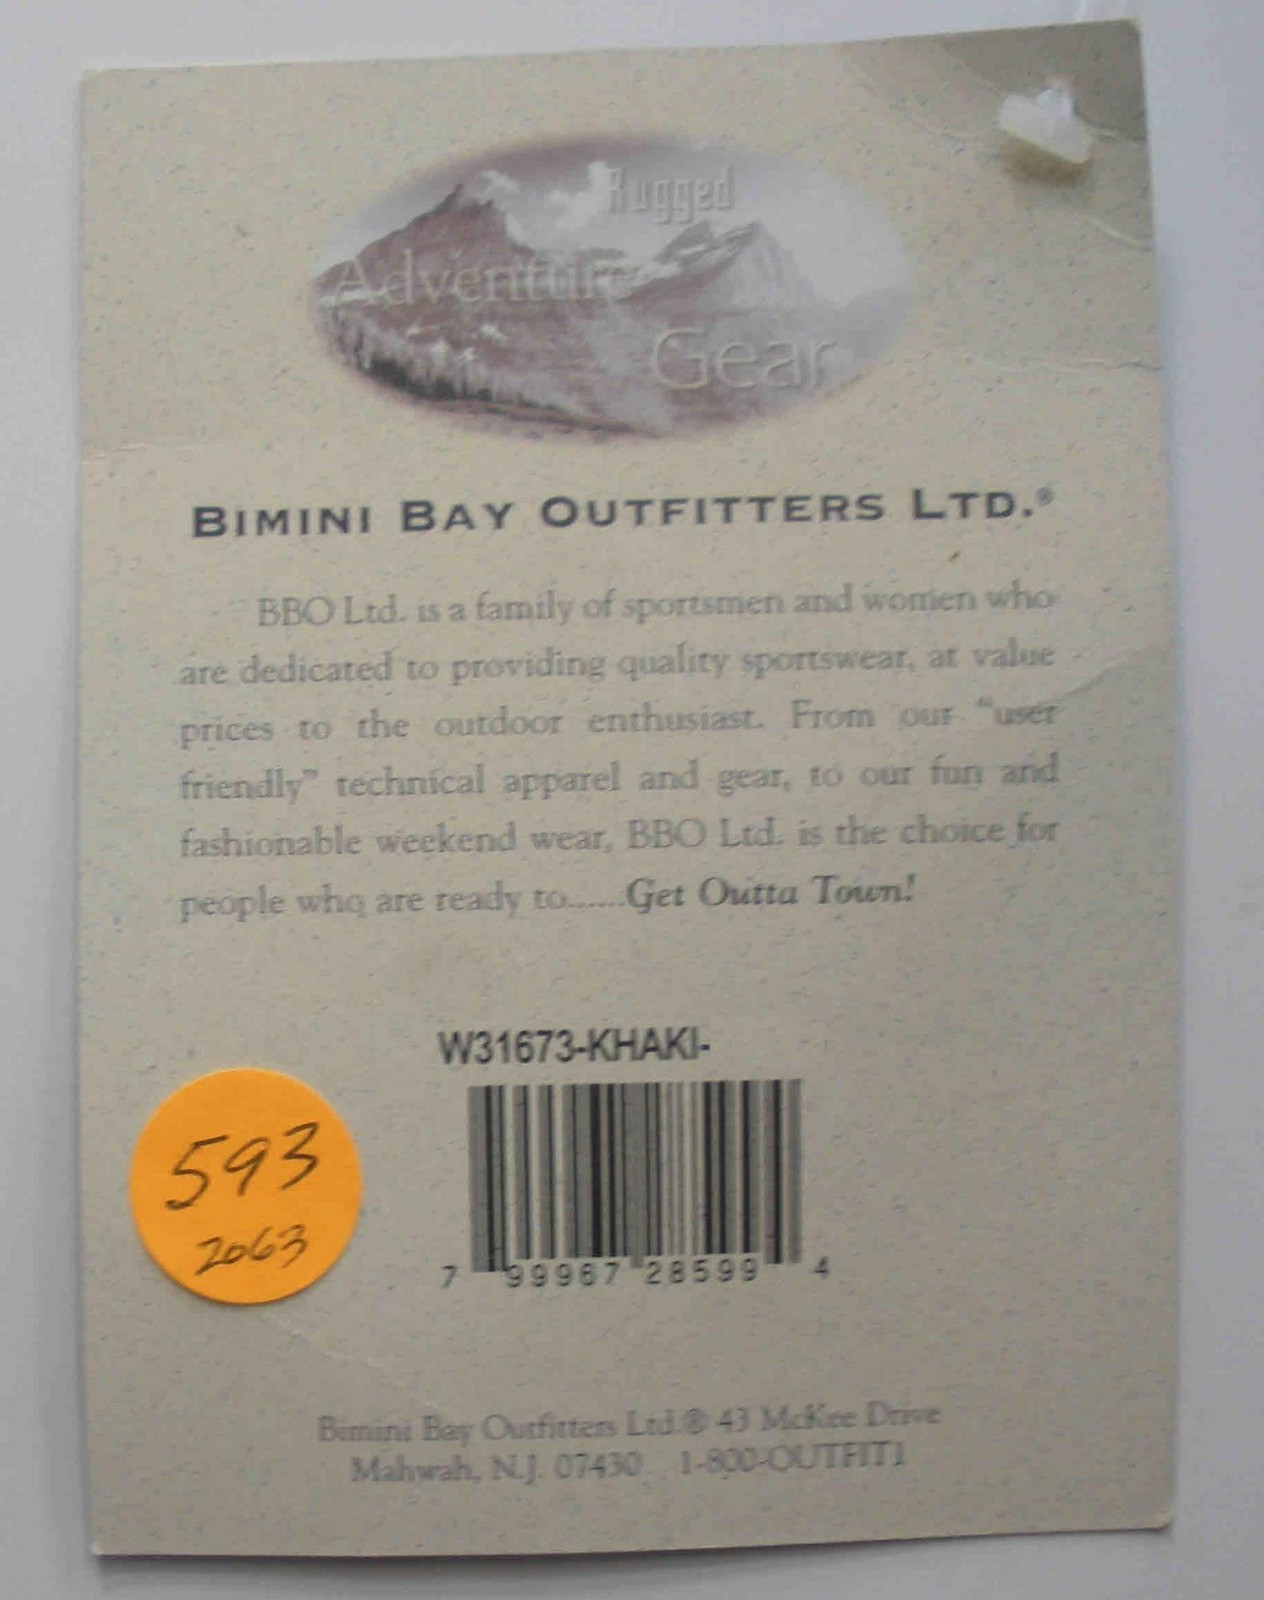 Rugged
Adventure
Gear
BIMINI BAY OUTFITTERS LTD.®
BBO Ltd. is a family of sportsmen and women who
are dedicated to providing quality sportswear, at value
prices to the outdoor enthusiast. From our “user
friendly” technical apparel and gear, to our fun and
fashionable weekend wear, BBO Ltd. is the choice for
people who are ready to......Get Outta Town!
W31673-KHAKI-
593
2063
7 99967 28599 4
Bimini Bay Outfitters Ltd.® 43 McKee Drive
Mahwah, N.J. 07430 1-800-OUTFIT1